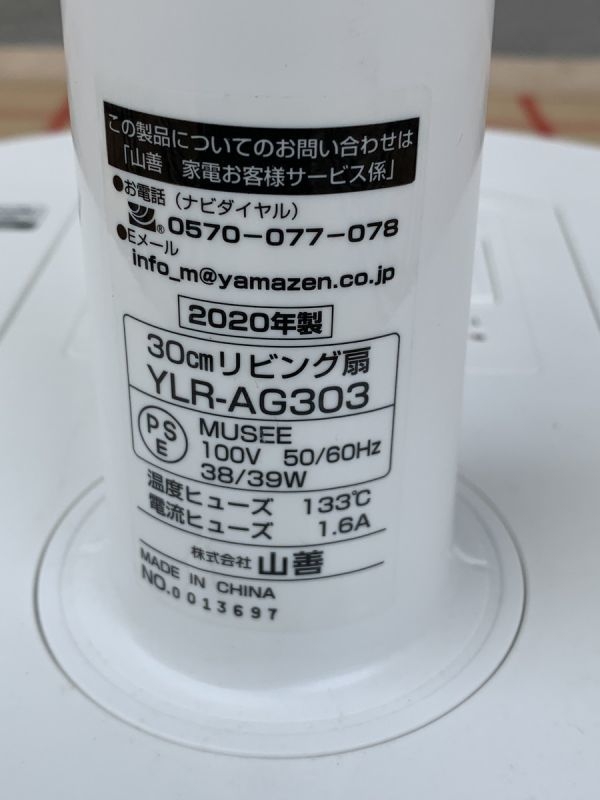 この製品についてのお問い合わせは
「山善 家電お客様サービス係」
●お電話（ナビダイヤル）
®0570-077-078
●Eメール
info_m@yamazen.co.jp
2020年製
30cmリビング扇
YLR-AG303
PS
E
MUSEE
100V 50/60Hz
38/39W
温度ヒューズ 133℃
電流ヒューズ 1.6A
株式会社 山善
MADE IN CHINA
NO.0013697